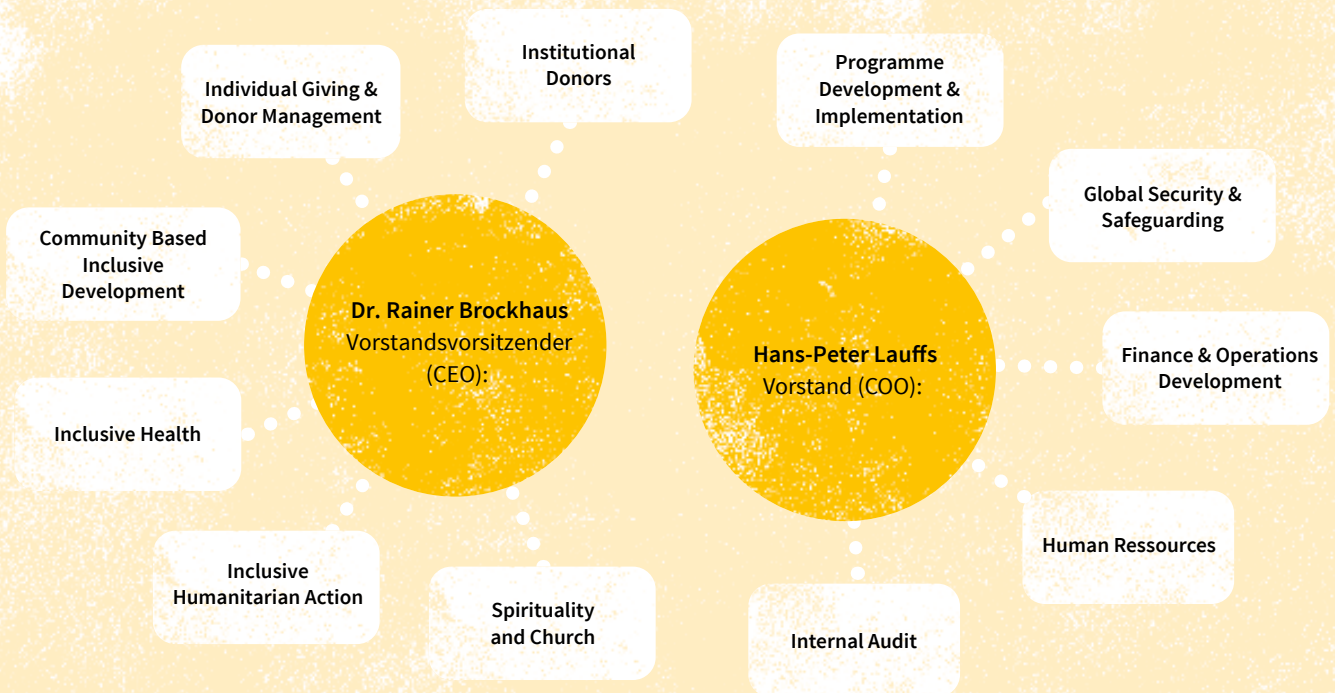 Institutional
Donors
Individual Giving &
Donor Management
Community Based
Inclusive
Development
Dr. Rainer Brockhaus
Vorstandsvorsitzender
(CEO):
Inclusive Health
Inclusive
Humanitarian Action
Spirituality
and Church
Programme
Development &
Implementation
Global Security &
Safeguarding
Hans-Peter Lauffs
Vorstand (COO):
Finance & Operations
Development
Human Ressources
Internal Audit